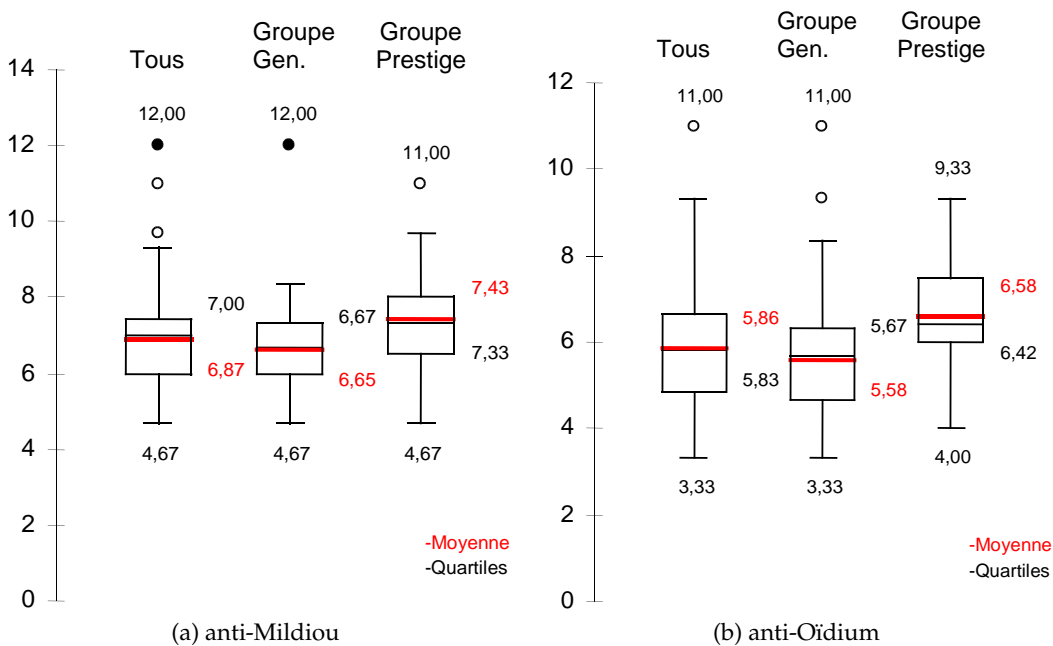 Tous
Groupe
Gen.
Groupe
Prestige
14
12
10
8
6
4
2
0
12,00
12,00
11,00
7,00
6,87
6,67
6,65
7,43
7,33
4,67
4,67
4,67
-Moyenne
-Quartiles
(a) anti-Mildiou
Tous
Groupe
Gen.
Groupe
Prestige
12
10
8
6
4
2
0
11,00
11,00
9,33
5,86
5,83
5,67
5,58
6,58
6,42
3,33
3,33
4,00
-Moyenne
-Quartiles
(b) anti-Oïdium